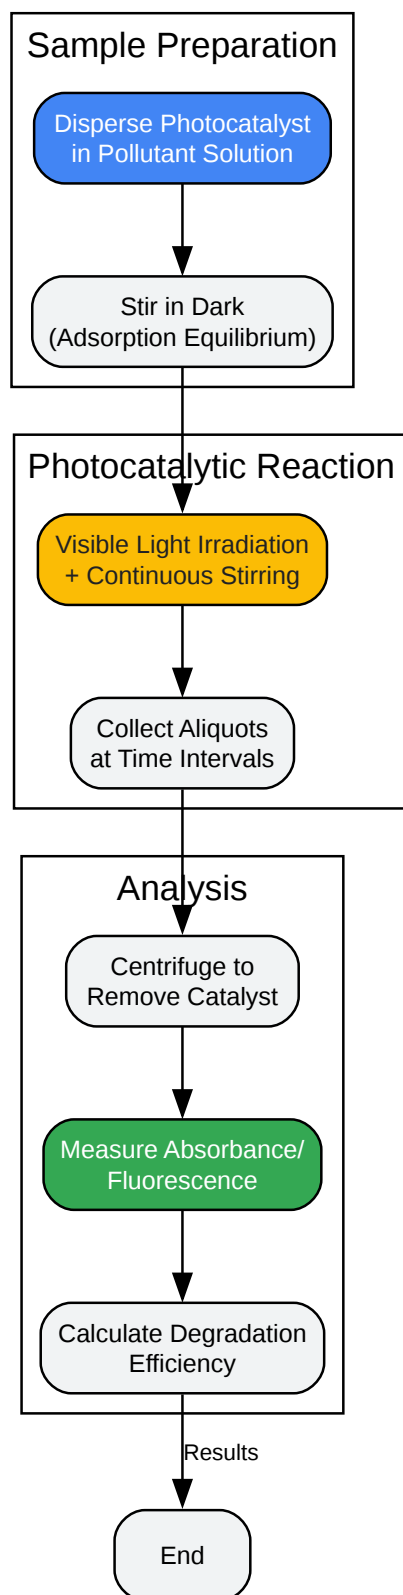 Sample Preparation
Disperse Photocatalyst
in Pollutant Solution
Stir in Dark
(Adsorption Equilibrium)
Photocatalytic Reaction
Visible Light Irradiation
+ Continuous Stirring
Collect Aliquots
at Time Intervals
Analysis
Centrifuge to
Remove Catalyst
Measure Absorbance/
Fluorescence
Calculate Degradation
Efficiency
Results
End